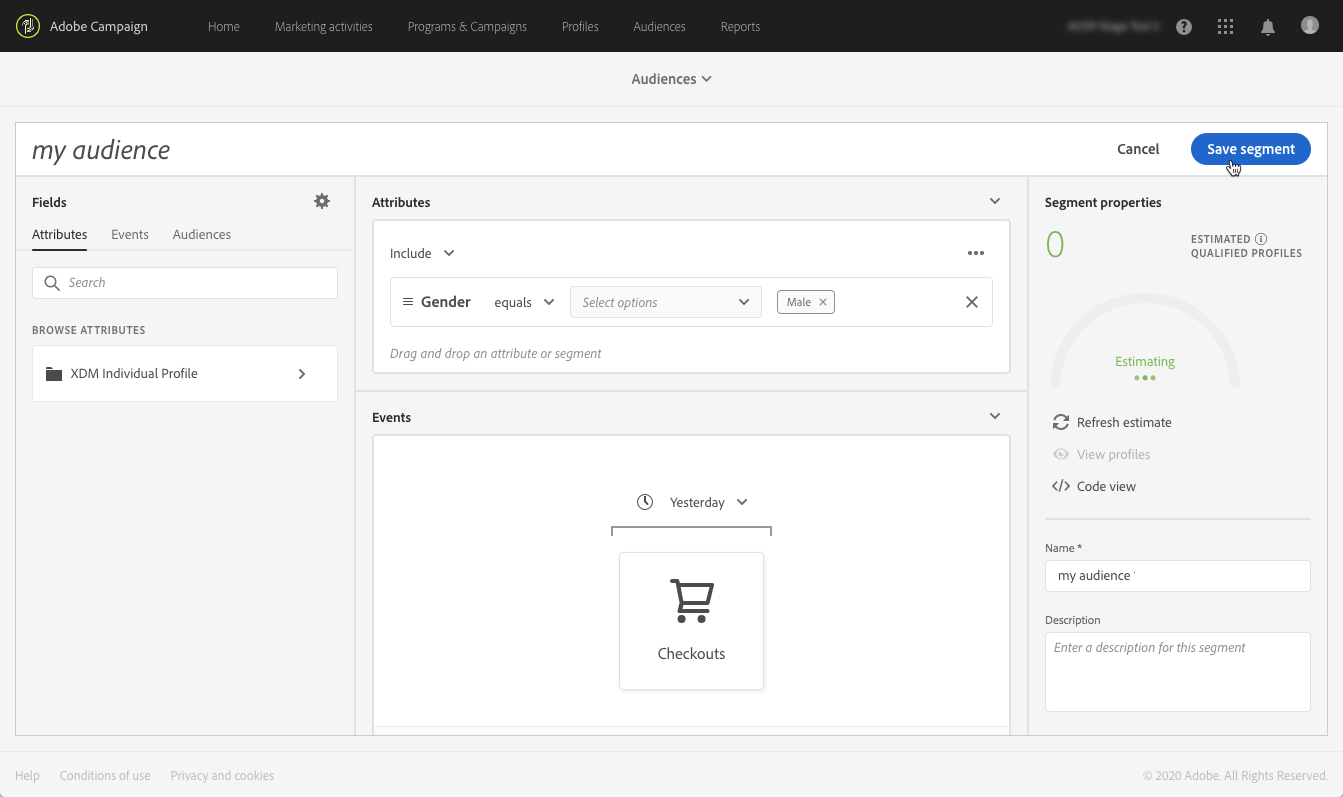 Adobe Campaign
Home
Marketing activities
Programs & Campaigns
Profiles
Audiences
Reports
Audiences
my audience
Cancel
Save segment
Fields
Attributes
Events
Audiences
Search
BROWSE ATTRIBUTES
XDM Individual Profile
Attributes
Include
Gender
equals
Select options
Male
Drag and drop an attribute or segment
Events
Yesterday
Checkouts
Segment properties
0
ESTIMATED
QUALIFIED PROFILES
Estimating
Refresh estimate
View profiles
</> Code view
Name *
my audience
Description
Enter a description for this segment
Help
Conditions of use
Privacy and cookies
© 2020 Adobe. All Rights Reserved.